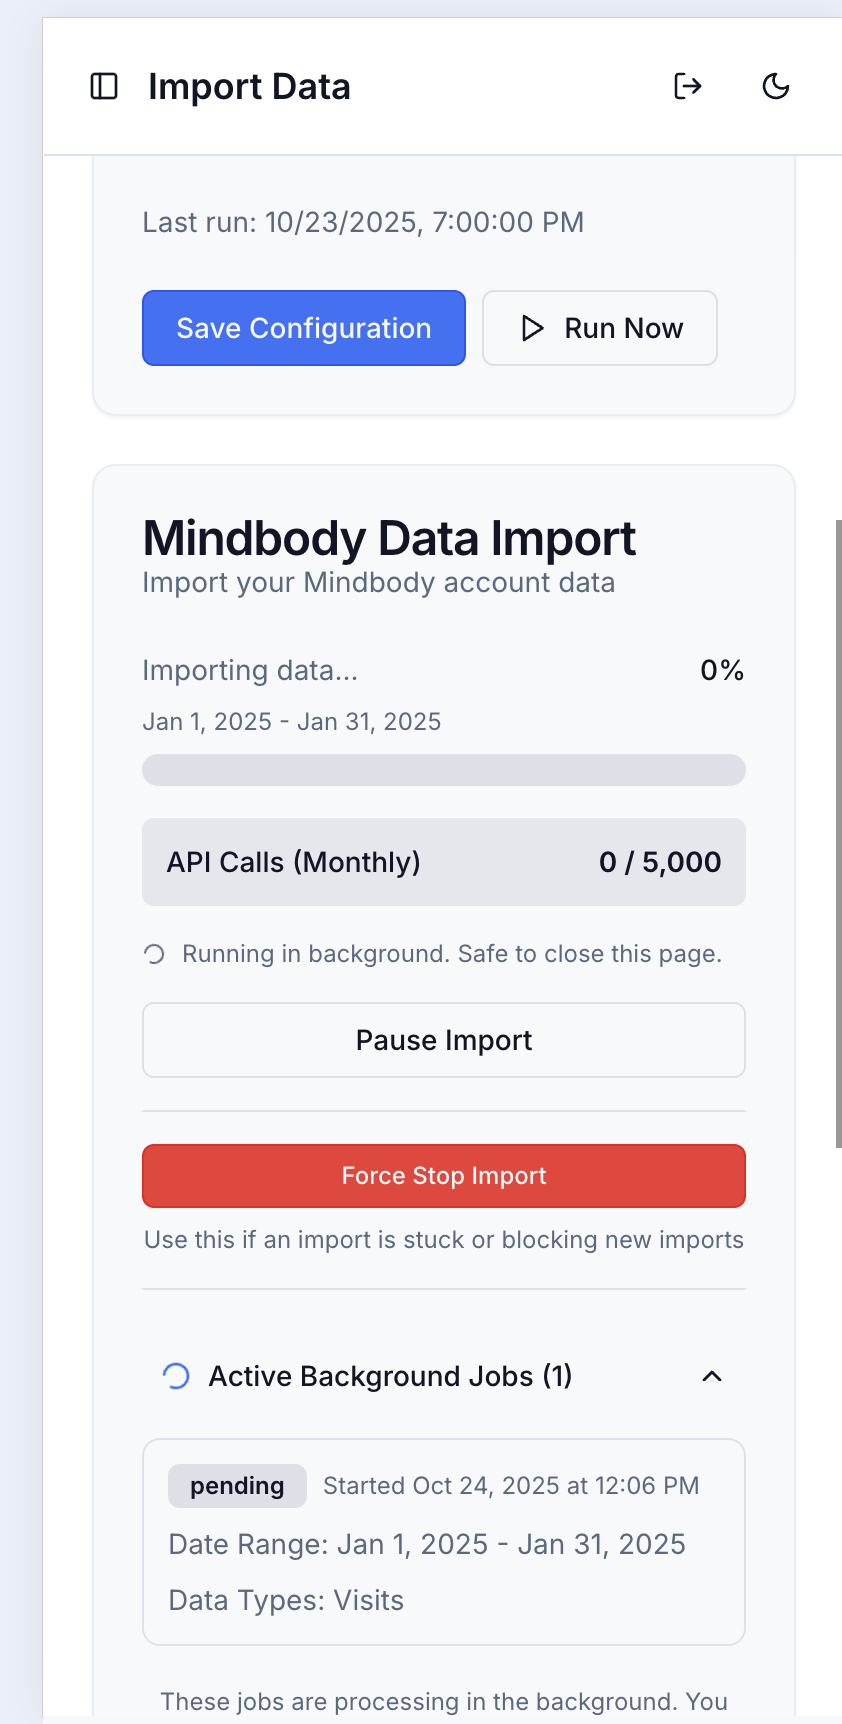 Import Data
Last run: 10/23/2025, 7:00:00 PM
Save Configuration
Run Now
Mindbody Data Import
Import your Mindbody account data
Importing data...
0%
Jan 1, 2025 - Jan 31, 2025
API Calls (Monthly)
0 / 5,000
Running in background. Safe to close this page.
Pause Import
Force Stop Import
Use this if an import is stuck or blocking new imports
Active Background Jobs (1)
pending
Started Oct 24, 2025 at 12:06 PM
Date Range: Jan 1, 2025 - Jan 31, 2025
Data Types: Visits
These jobs are processing in the background. You